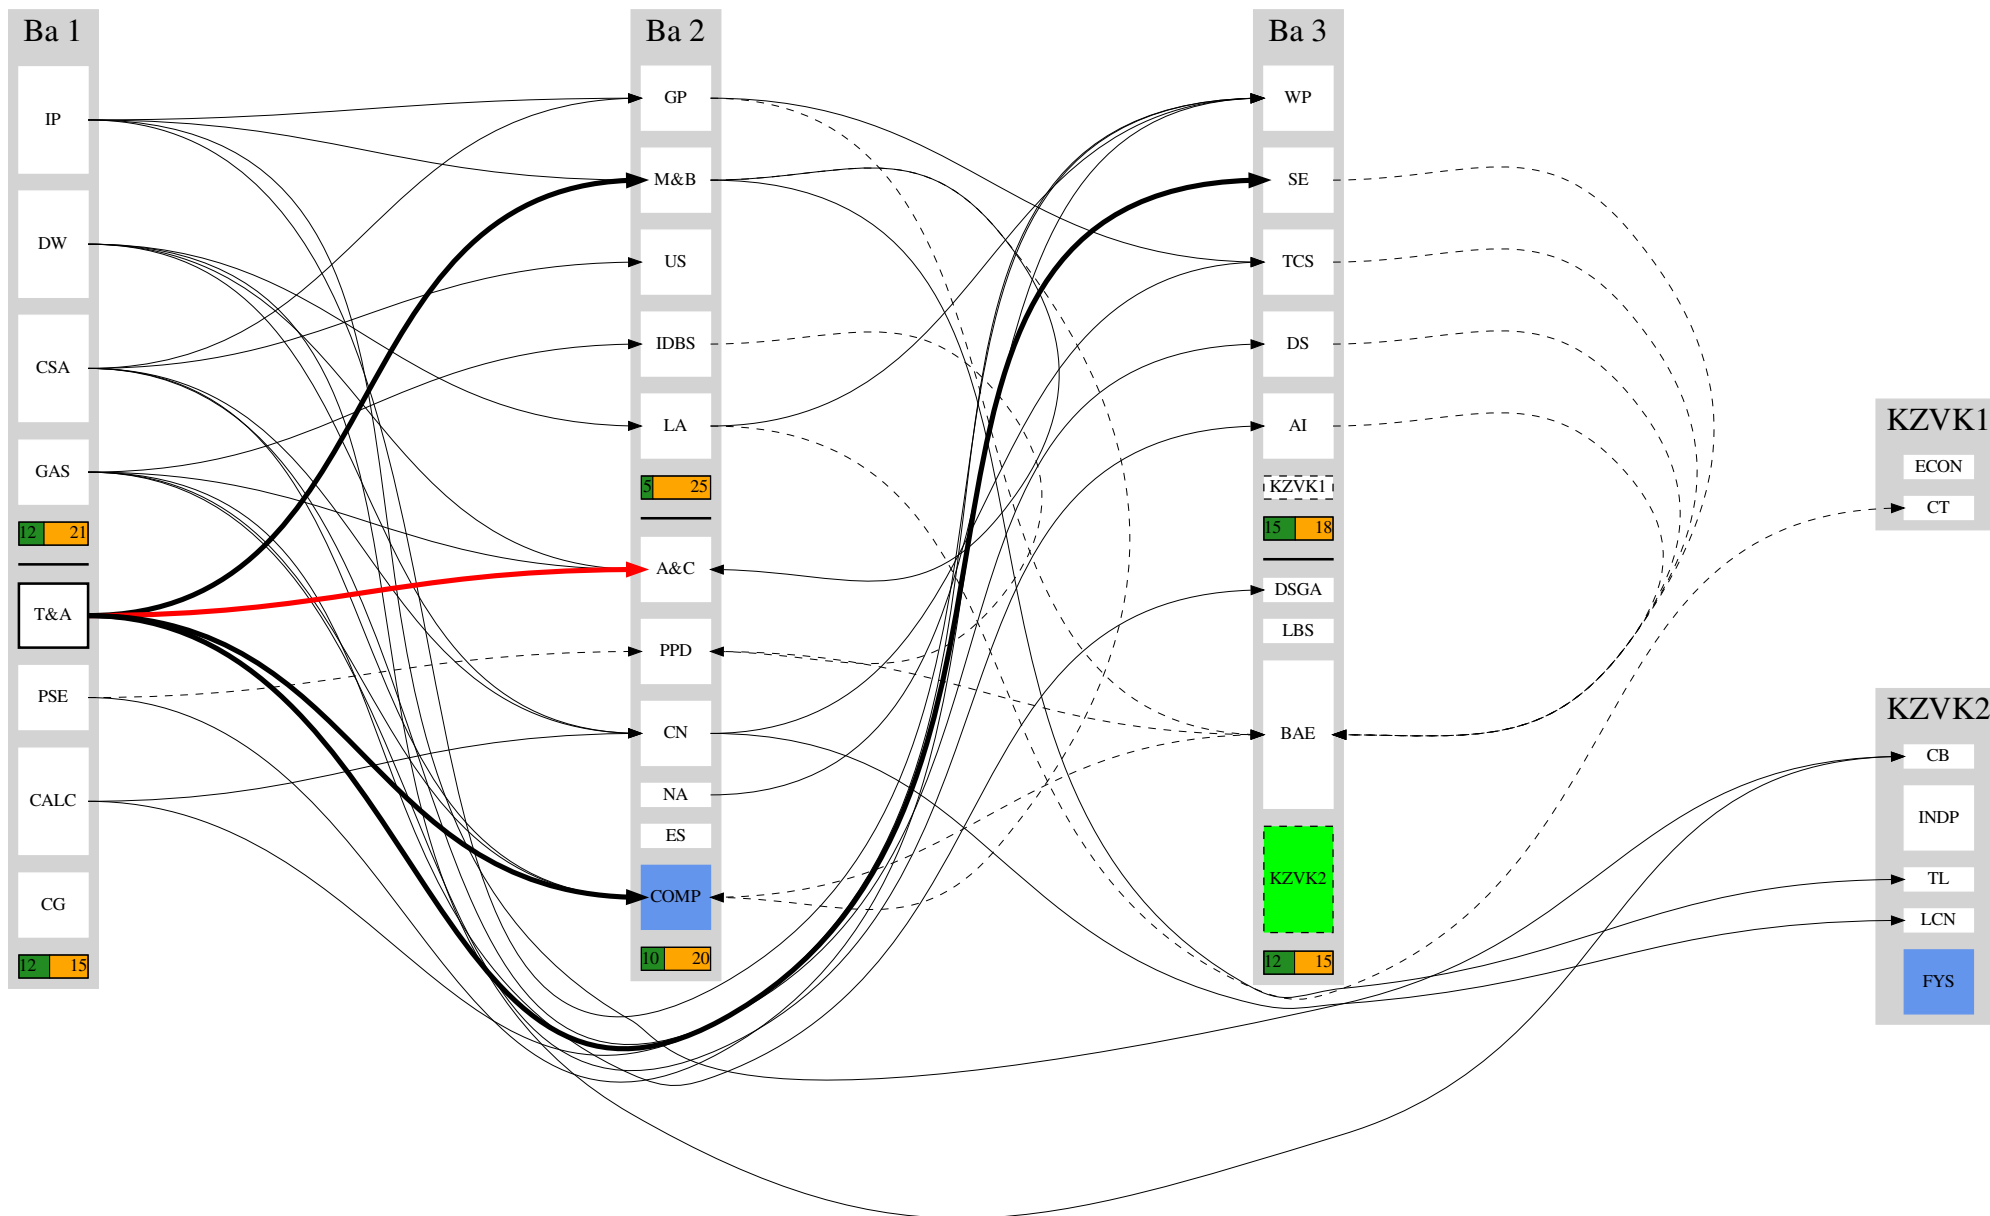 Ba 1
IP
DW
CSA
GAS
12 21
T&A
PSE
CALC
CG
12 15
Ba 2
GP
M&B
US
IDBS
LA
5 25
A&C
PPD
CN
NA
ES
COMP
10 20
Ba 3
WP
SE
TCS
DS
AI
KZVK1
15 18
DSGA
LBS
BAE
KZVK2
12 15
KZVK1
ECON
CT
KZVK2
CB
INDP
TL
LCN
FYS